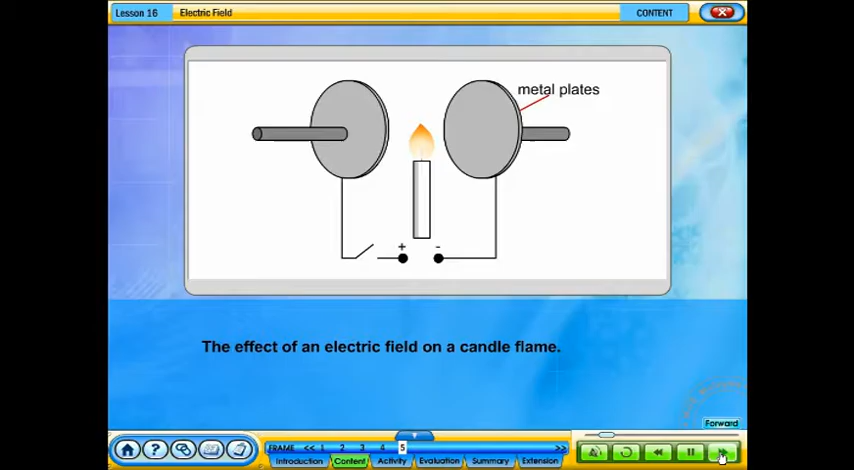 Lesson 16
Electric Field
CONTENT
metal plates
+ -
The effect of an electric field on a candle flame.
Forward
FRAME << 1 2 3 4 5 >>
Introduction Content Activity Evaluation Summary Extension